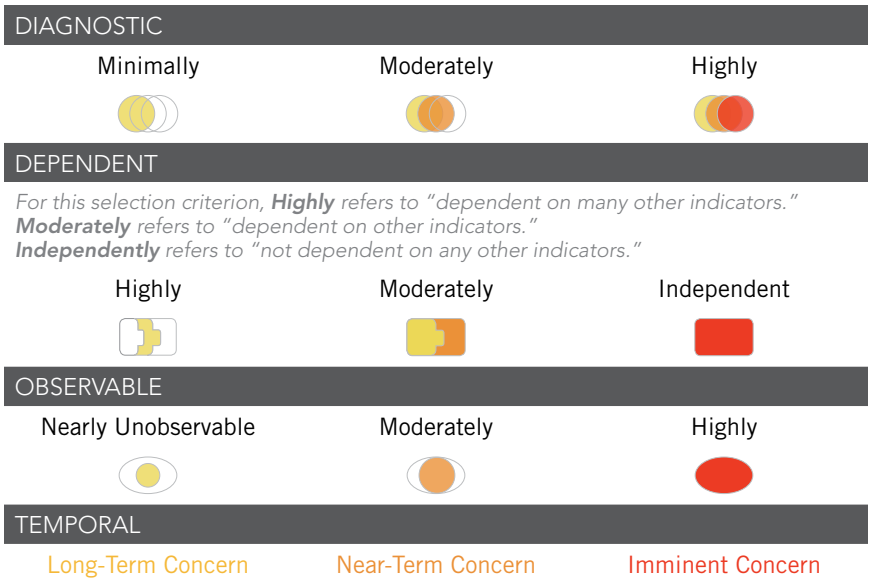 DIAGNOSTIC
Minimally Moderately Highly
DEPENDENT
For this selection criterion, Highly refers to “dependent on many other indicators.”
Moderately refers to “dependent on other indicators.”
Independently refers to “not dependent on any other indicators.”
Highly Moderately Independent
OBSERVABLE
Nearly Unobservable Moderately Highly
TEMPORAL
Long-Term Concern Near-Term Concern Imminent Concern